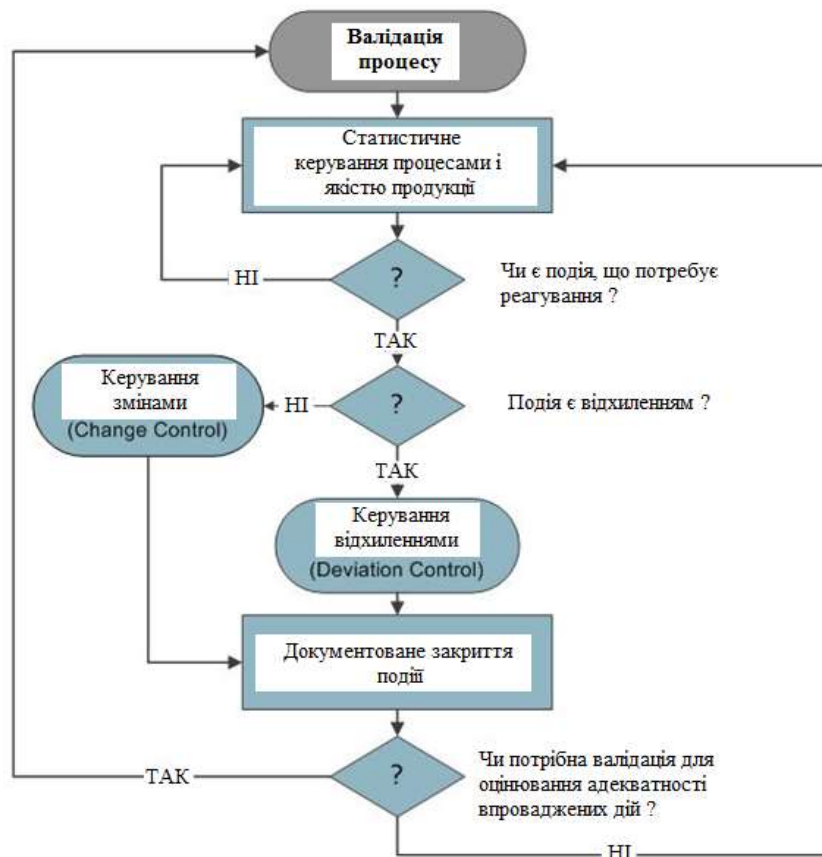 Валідація
процесу
Статистичне
керування процесами і
якістю продукції
?
Чи є подія, що потребує
реагування ?
НІ
ТАК
Керування
змінами
(Change Control)
НІ
?
Подія є відхиленням ?
ТАК
Керування
відхиленнями
(Deviation Control)
Документоване закриття
події
ТАК
?
Чи потрібна валідація для
оцінювання адекватності
впроваджених дій ?
НІ